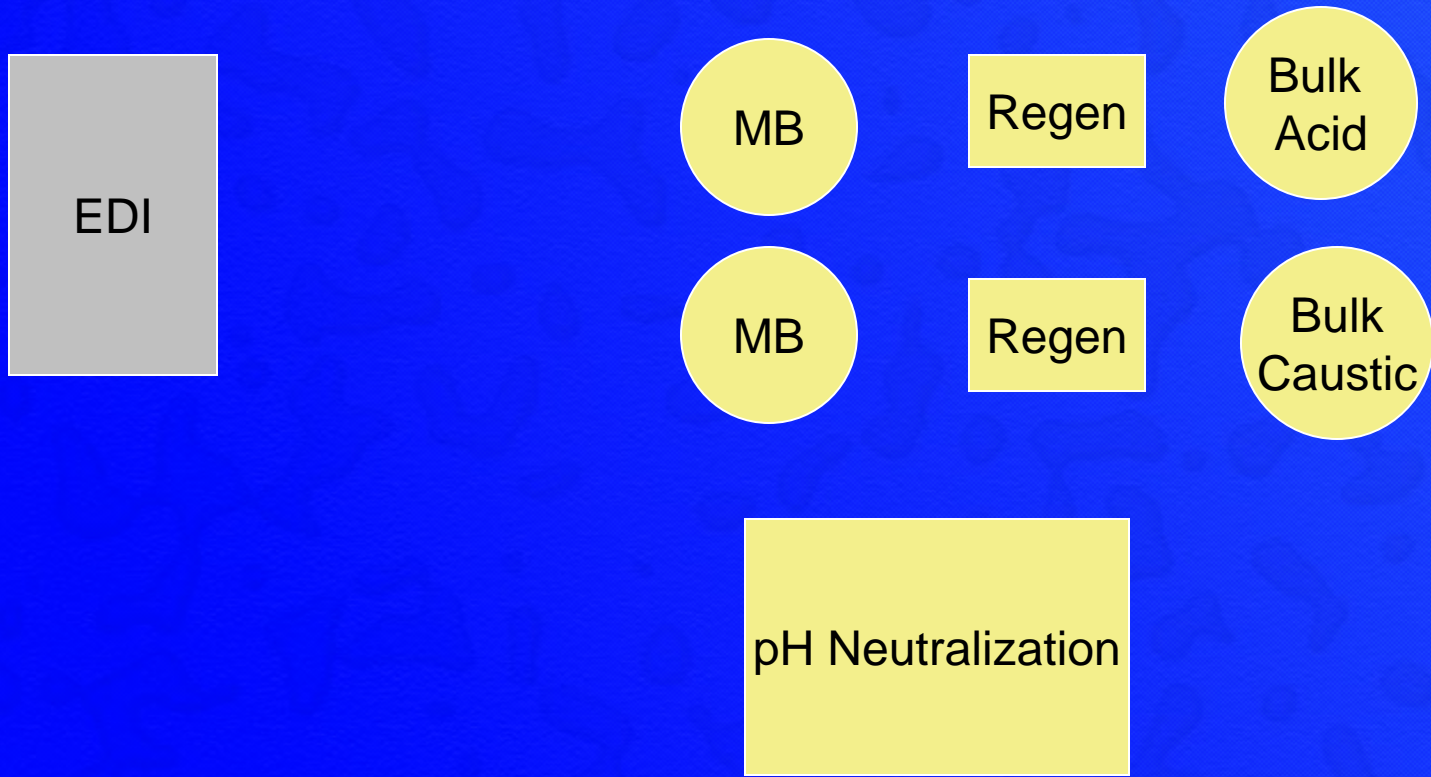 EDI
MB
Regen
Bulk
Acid
MB
Regen
Bulk
Caustic
pH Neutralization